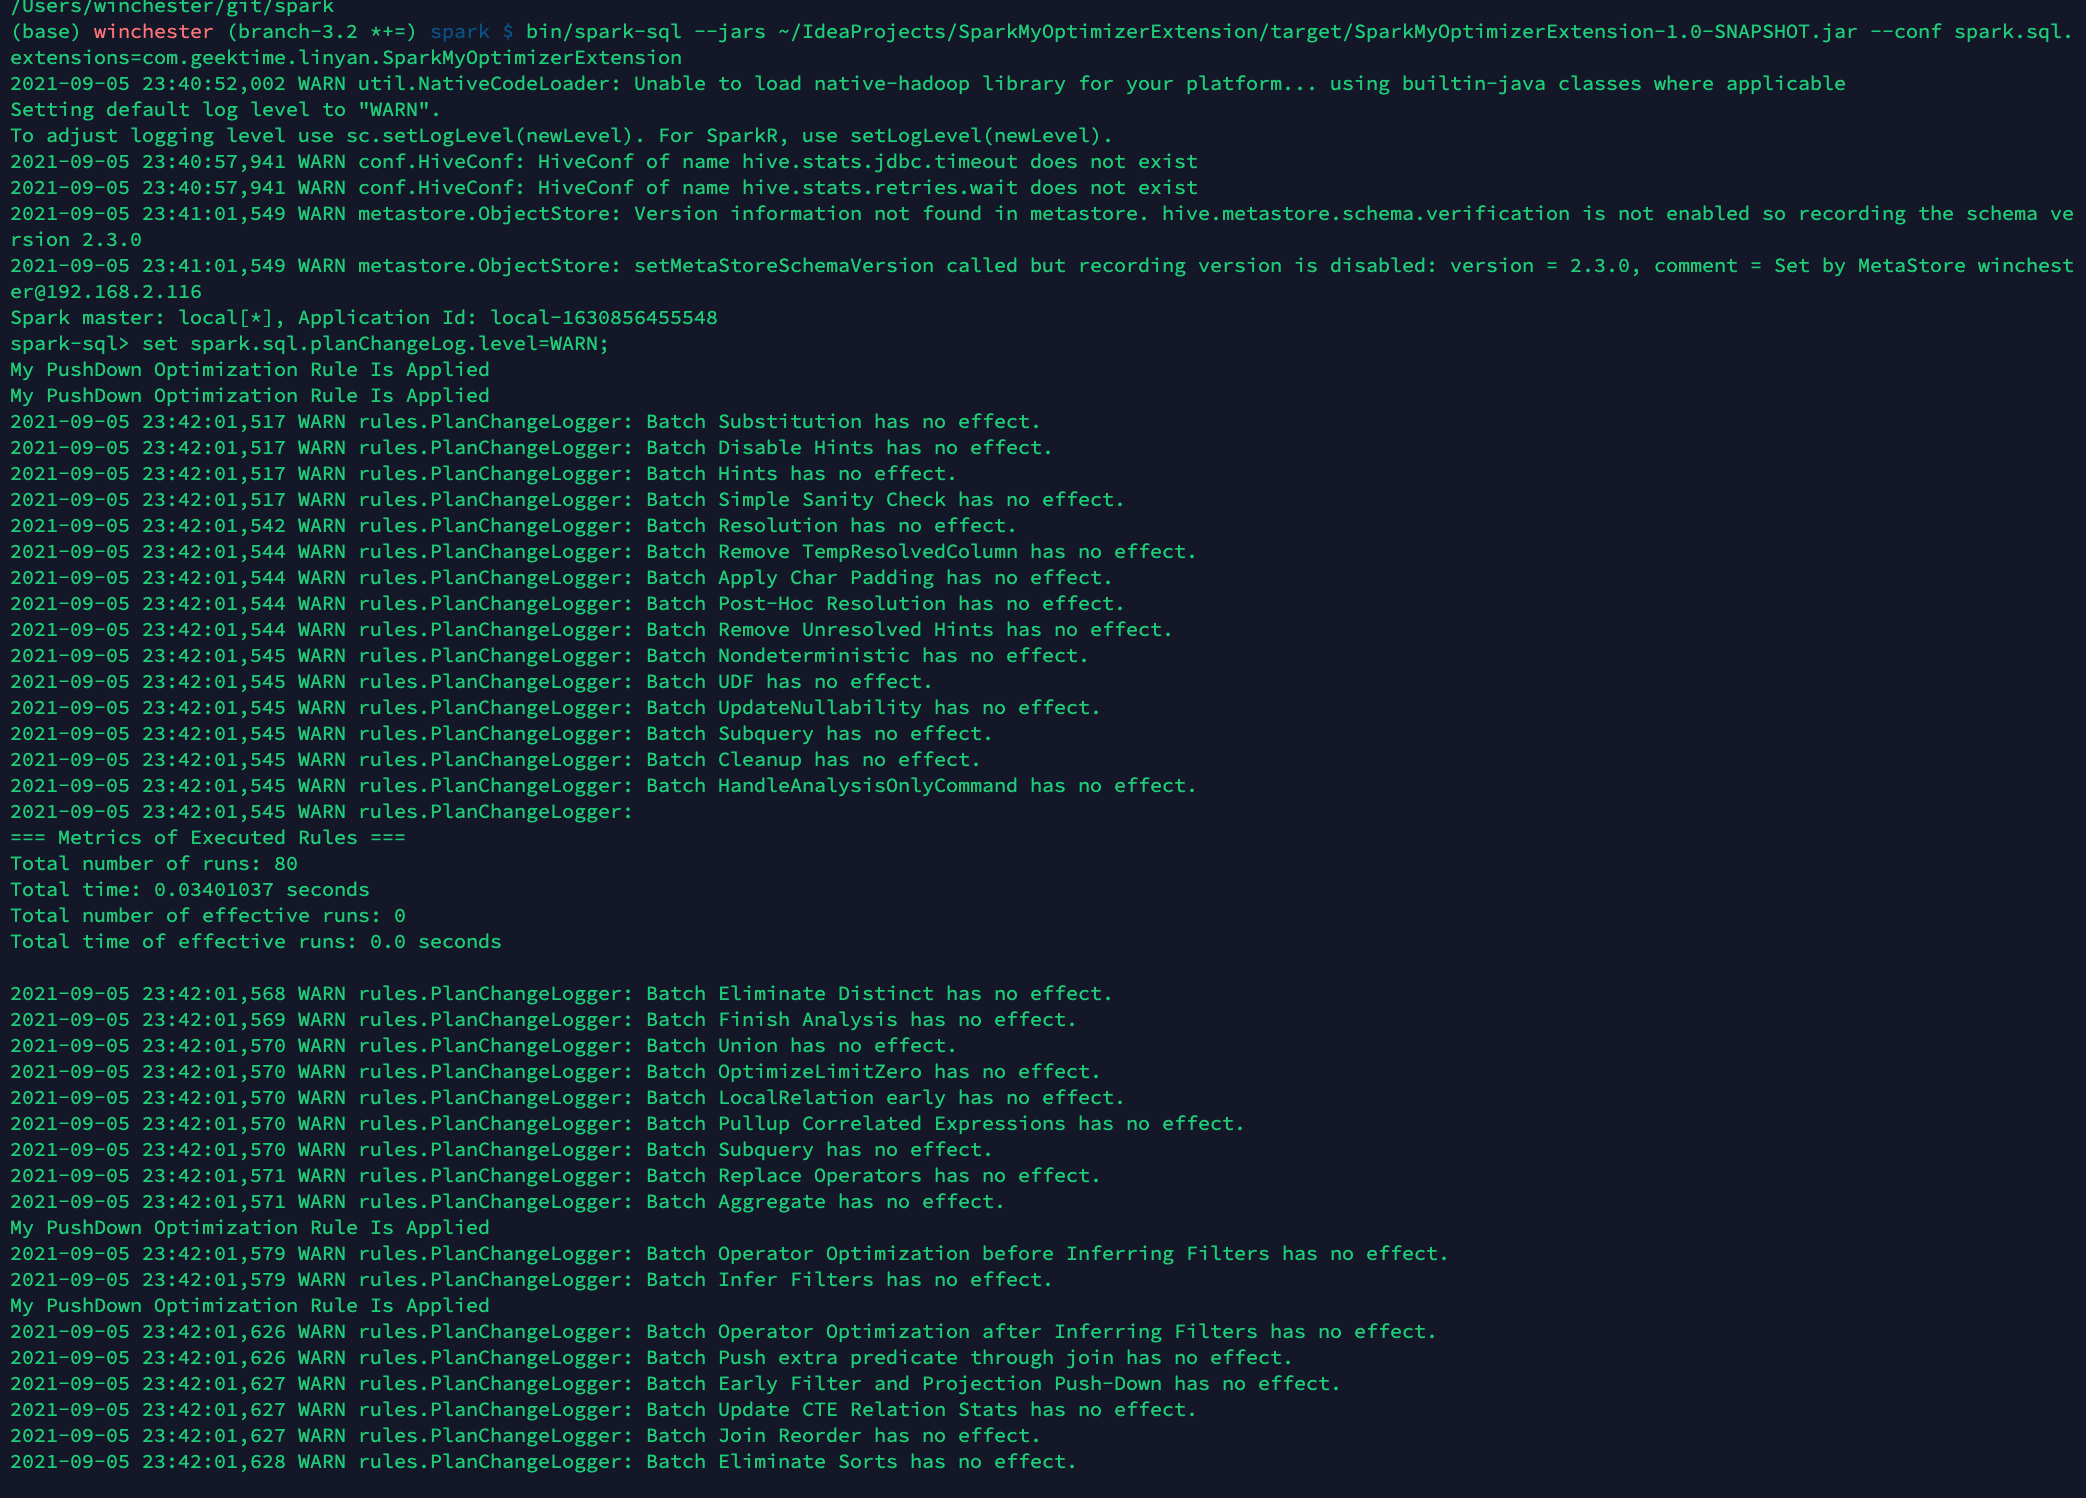 /Users/winchester/git/spark
(base) winchester (branch-3.2 *+=) spark $ bin/spark-sql --jars ~/IdeaProjects/SparkMyOptimizerExtension/target/SparkMyOptimizerExtension-1.0-SNAPSHOT.jar --conf spark.sql.
extensions=com.geektime.linyan.SparkMyOptimizerExtension
2021-09-05 23:40:52,002 WARN util.NativeCodeLoader: Unable to load native-hadoop library for your platform... using builtin-java classes where applicable
Setting default log level to "WARN".
To adjust logging level use sc.setLogLevel(newLevel). For SparkR, use setLogLevel(newLevel).
2021-09-05 23:40:57,941 WARN conf.HiveConf: HiveConf of name hive.stats.jdbc.timeout does not exist
2021-09-05 23:40:57,941 WARN conf.HiveConf: HiveConf of name hive.stats.retries.wait does not exist
2021-09-05 23:41:01,549 WARN metastore.ObjectStore: Version information not found in metastore. hive.metastore.schema.verification is not enabled so recording the schema ve
rsion 2.3.0
2021-09-05 23:41:01,549 WARN metastore.ObjectStore: setMetaStoreSchemaVersion called but recording version is disabled: version = 2.3.0, comment = Set by MetaStore winchest
er@192.168.2.116
Spark master: local[*], Application Id: local-1630856455548
spark-sql> set spark.sql.planChangeLog.level=WARN;
My PushDown Optimization Rule Is Applied
My PushDown Optimization Rule Is Applied
2021-09-05 23:42:01,517 WARN rules.PlanChangeLogger: Batch Substitution has no effect.
2021-09-05 23:42:01,517 WARN rules.PlanChangeLogger: Batch Disable Hints has no effect.
2021-09-05 23:42:01,517 WARN rules.PlanChangeLogger: Batch Hints has no effect.
2021-09-05 23:42:01,517 WARN rules.PlanChangeLogger: Batch Simple Sanity Check has no effect.
2021-09-05 23:42:01,542 WARN rules.PlanChangeLogger: Batch Resolution has no effect.
2021-09-05 23:42:01,544 WARN rules.PlanChangeLogger: Batch Remove TempResolvedColumn has no effect.
2021-09-05 23:42:01,544 WARN rules.PlanChangeLogger: Batch Apply Char Padding has no effect.
2021-09-05 23:42:01,544 WARN rules.PlanChangeLogger: Batch Post-Hoc Resolution has no effect.
2021-09-05 23:42:01,544 WARN rules.PlanChangeLogger: Batch Remove Unresolved Hints has no effect.
2021-09-05 23:42:01,545 WARN rules.PlanChangeLogger: Batch Nondeterministic has no effect.
2021-09-05 23:42:01,545 WARN rules.PlanChangeLogger: Batch UDF has no effect.
2021-09-05 23:42:01,545 WARN rules.PlanChangeLogger: Batch UpdateNullability has no effect.
2021-09-05 23:42:01,545 WARN rules.PlanChangeLogger: Batch Subquery has no effect.
2021-09-05 23:42:01,545 WARN rules.PlanChangeLogger: Batch Cleanup has no effect.
2021-09-05 23:42:01,545 WARN rules.PlanChangeLogger: Batch HandleAnalysisOnlyCommand has no effect.
2021-09-05 23:42:01,545 WARN rules.PlanChangeLogger:
=== Metrics of Executed Rules ===
Total number of runs: 80
Total time: 0.03401037 seconds
Total number of effective runs: 0
Total time of effective runs: 0.0 seconds
2021-09-05 23:42:01,568 WARN rules.PlanChangeLogger: Batch Eliminate Distinct has no effect.
2021-09-05 23:42:01,569 WARN rules.PlanChangeLogger: Batch Finish Analysis has no effect.
2021-09-05 23:42:01,570 WARN rules.PlanChangeLogger: Batch Union has no effect.
2021-09-05 23:42:01,570 WARN rules.PlanChangeLogger: Batch OptimizeLimitZero has no effect.
2021-09-05 23:42:01,570 WARN rules.PlanChangeLogger: Batch LocalRelation early has no effect.
2021-09-05 23:42:01,570 WARN rules.PlanChangeLogger: Batch Pullup Correlated Expressions has no effect.
2021-09-05 23:42:01,570 WARN rules.PlanChangeLogger: Batch Subquery has no effect.
2021-09-05 23:42:01,571 WARN rules.PlanChangeLogger: Batch Replace Operators has no effect.
2021-09-05 23:42:01,571 WARN rules.PlanChangeLogger: Batch Aggregate has no effect.
My PushDown Optimization Rule Is Applied
2021-09-05 23:42:01,579 WARN rules.PlanChangeLogger: Batch Operator Optimization before Inferring Filters has no effect.
2021-09-05 23:42:01,579 WARN rules.PlanChangeLogger: Batch Infer Filters has no effect.
My PushDown Optimization Rule Is Applied
2021-09-05 23:42:01,626 WARN rules.PlanChangeLogger: Batch Operator Optimization after Inferring Filters has no effect.
2021-09-05 23:42:01,626 WARN rules.PlanChangeLogger: Batch Push extra predicate through join has no effect.
2021-09-05 23:42:01,627 WARN rules.PlanChangeLogger: Batch Early Filter and Projection Push-Down has no effect.
2021-09-05 23:42:01,627 WARN rules.PlanChangeLogger: Batch Update CTE Relation Stats has no effect.
2021-09-05 23:42:01,627 WARN rules.PlanChangeLogger: Batch Join Reorder has no effect.
2021-09-05 23:42:01,628 WARN rules.PlanChangeLogger: Batch Eliminate Sorts has no effect.